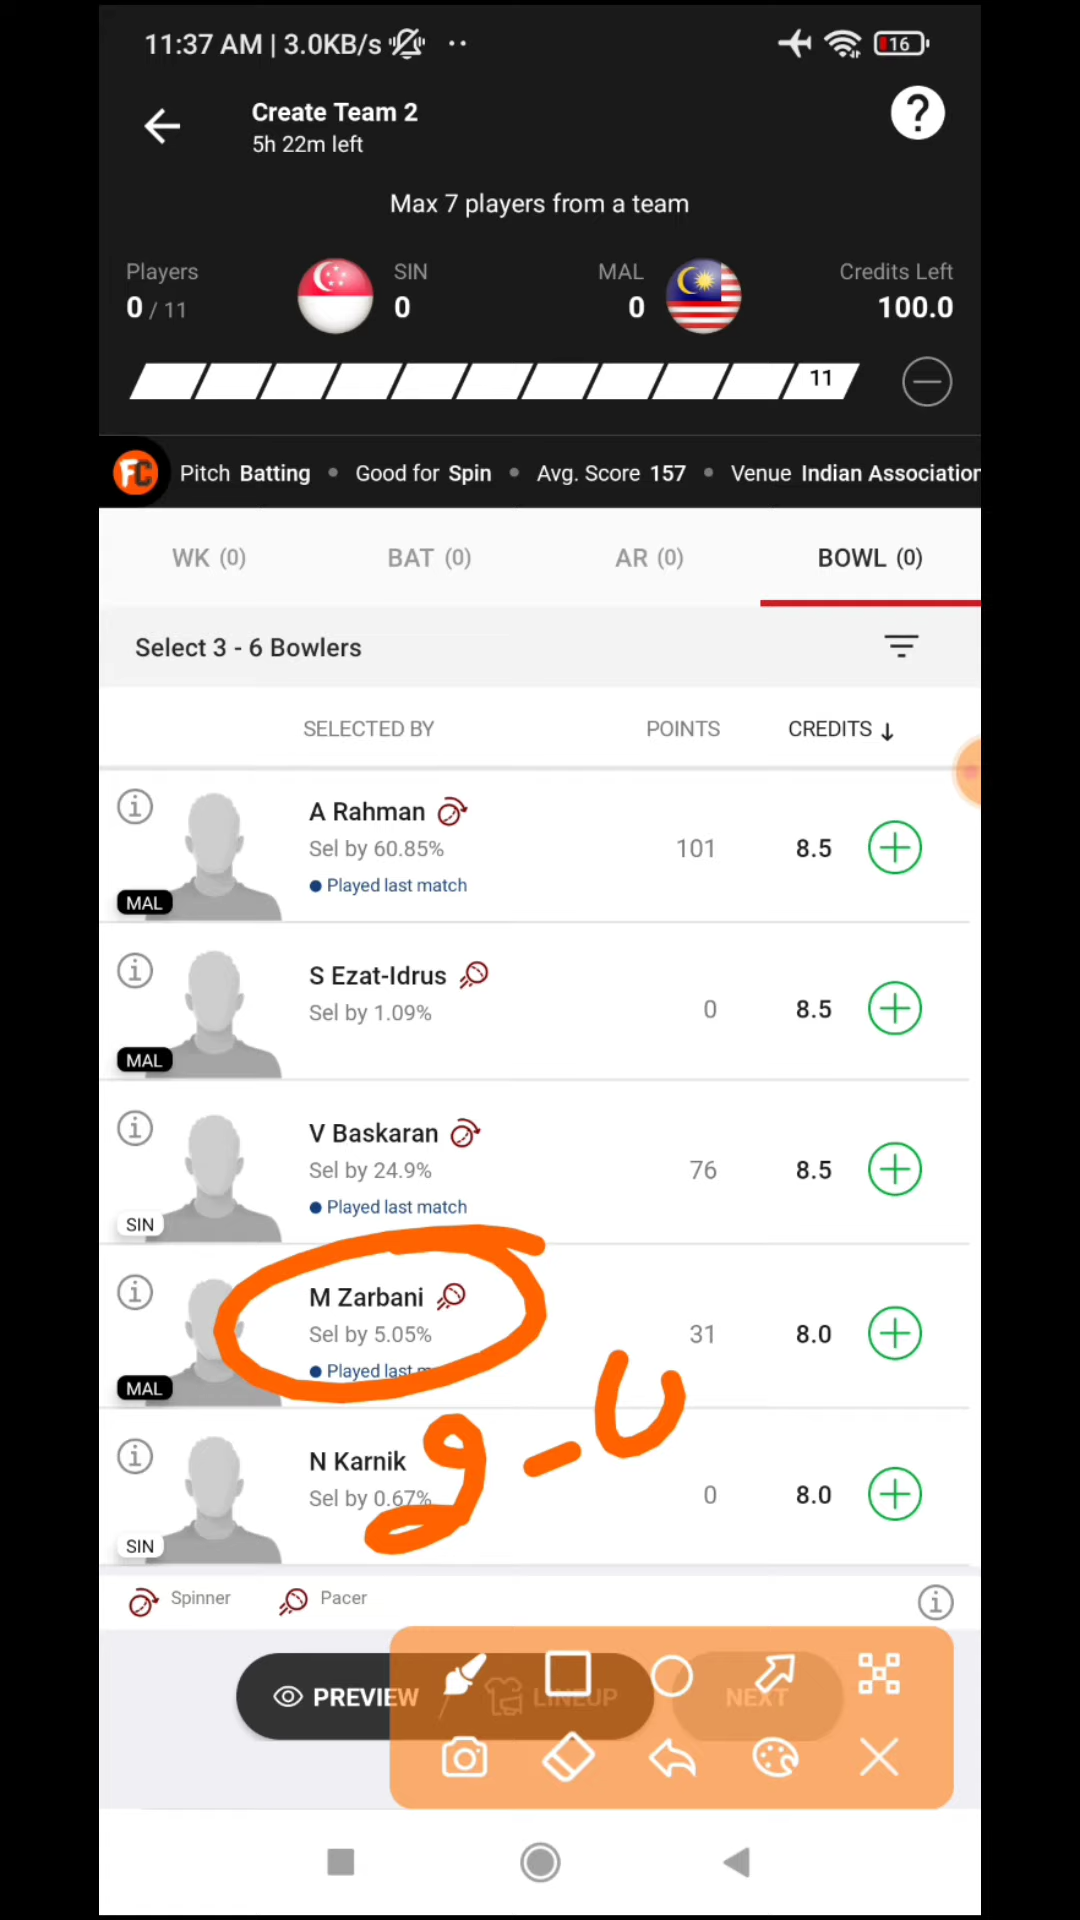 11:37 AM | 3.0KB/s
16
Create Team 2
5h 22m left
Max 7 players from a team
Players SIN MAL Credits Left
0 / 11 0 0 100.0
11
FC Pitch Batting • Good for Spin • Avg. Score 157 • Venue Indian Association
WK (0) BAT (0) AR (0) BOWL (0)
Select 3 - 6 Bowlers
SELECTED BY POINTS CREDITS ↓
A Rahman
Sel by 60.85% 101 8.5
Played last match
MAL
S Ezat-Idrus
Sel by 1.09% 0 8.5
MAL
V Baskaran
Sel by 24.9% 76 8.5
Played last match
SIN
M Zarbani
Sel by 5.05% 31 8.0
Played last
MAL
N Karnik
Sel by 0.67% 0 8.0
SIN
Spinner Pacer
PREVIEW LINEUP NEXT